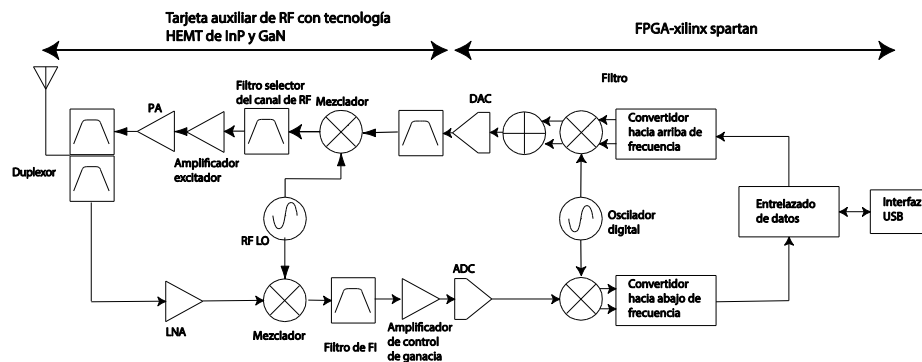 Tarjeta auxiliar de RF con tecnología
HEMT de InP y GaN
FPGA-xilinx spartan
Filtro
Filtro selector
del canal de RF
Mezclador
DAC
PA
Convertidor
hacia arriba de
frecuencia
Amplificador
excitador
Duplexor
Entrelazado
de datos
Interfaz
USB
RF LO
Oscilador
digital
ADC
LNA
Mezclador
Filtro de FI
Amplificador
de control
de ganacia
Convertidor
hacia abajo de
frecuencia